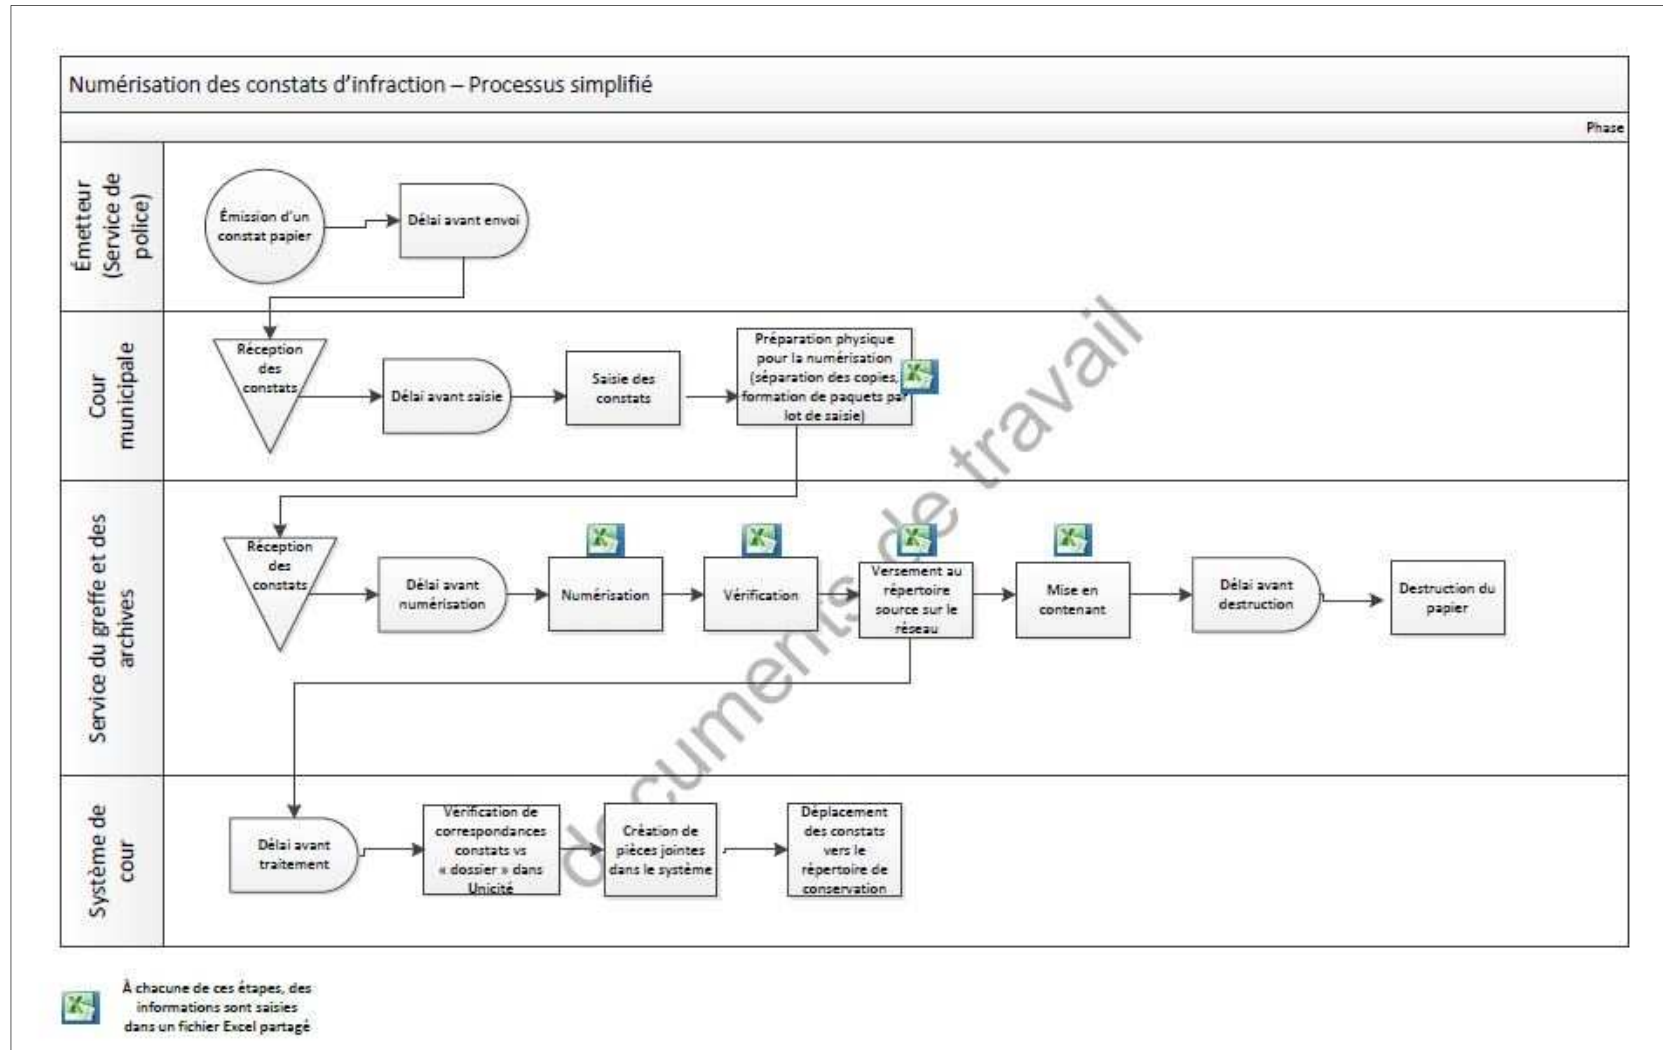 Numérisation des constats d'infraction – Processus simplifié
Phase
Émetteur
(Service de
police)
Émission d'un
constat papier
Délai avant envoi
Cour
municipale
Réception
des
constats
Délai avant saisie
Saisie des
constats
Préparation physique
pour la numérisation
(séparation des copies,
formation de paquets par
lot de saisie)
Service du greffe et des
archives
Réception
des
constats
Délai avant
numérisation
Numérisation
Vérification
Versement au
répertoire
source sur le
réseau
Mise en
contenant
Délai avant
destruction
Destruction du
papier
Système de
cour
Délai avant
traitement
Vérification de
correspondances
constats vs
« dossier » dans
Unicité
Création de
pièces jointes
dans le système
Déplacement
des constats
vers le
répertoire de
conservation
documents de travail
À chacune de ces étapes, des
informations sont saisies
dans un fichier Excel partagé